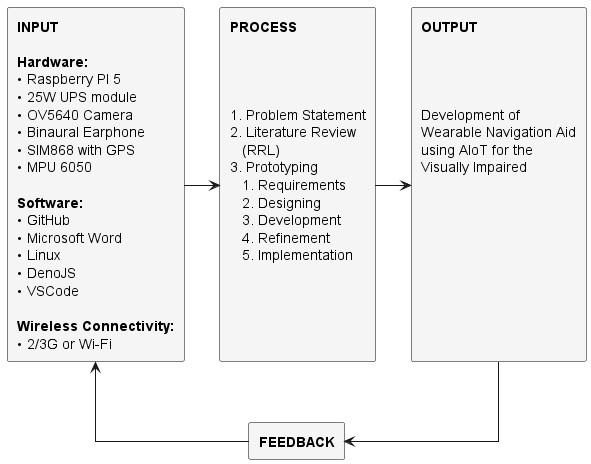 INPUT
Hardware:
• Raspberry PI 5
• 25W UPS module
• OV5640 Camera
• Binaural Earphone
• SIM868 with GPS
• MPU 6050
Software:
• GitHub
• Microsoft Word
• Linux
• DenoJS
• VSCode
Wireless Connectivity:
• 2/3G or Wi-Fi
PROCESS
1. Problem Statement
2. Literature Review
(RRL)
3. Prototyping
1. Requirements
2. Designing
3. Development
4. Refinement
5. Implementation
OUTPUT
Development of
Wearable Navigation Aid
using AIoT for the
Visually Impaired
FEEDBACK